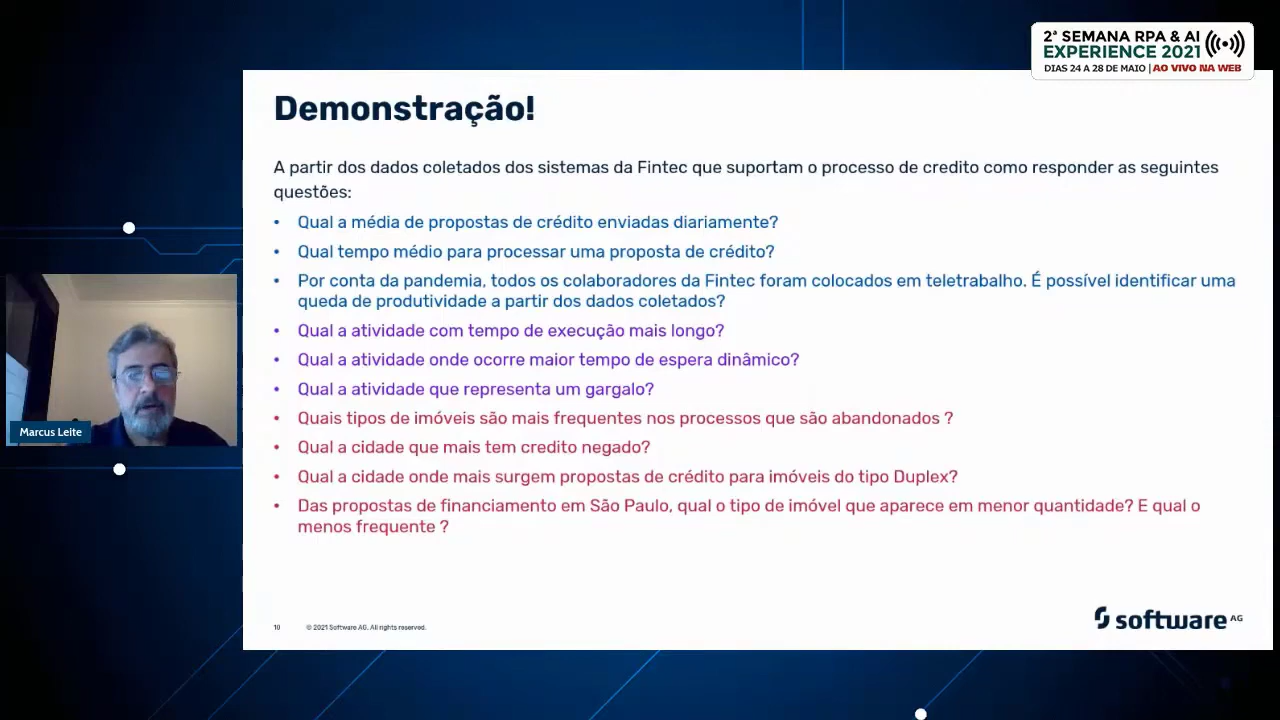 2ª SEMANA RPA & AI
EXPERIENCE 2021
DIAS 24 A 28 DE MAIO | AO VIVO NA WEB
Demonstração!
A partir dos dados coletados dos sistemas da Fintec que suportam o processo de credito como responder as seguintes
questões:
• Qual a média de propostas de crédito enviadas diariamente?
• Qual tempo médio para processar uma proposta de crédito?
• Por conta da pandemia, todos os colaboradores da Fintec foram colocados em teletrabalho. É possível identificar uma
queda de produtividade a partir dos dados coletados?
• Qual a atividade com tempo de execução mais longo?
• Qual a atividade onde ocorre maior tempo de espera dinâmico?
• Qual a atividade que representa um gargalo?
• Quais tipos de imóveis são mais frequentes nos processos que são abandonados ?
• Qual a cidade que mais tem credito negado?
• Qual a cidade onde mais surgem propostas de crédito para imóveis do tipo Duplex?
• Das propostas de financiamento em São Paulo, qual o tipo de imóvel que aparece em menor quantidade? E qual o
menos frequente ?
Marcus Leite
10 © 2021 Software AG. All rights reserved.
software AG